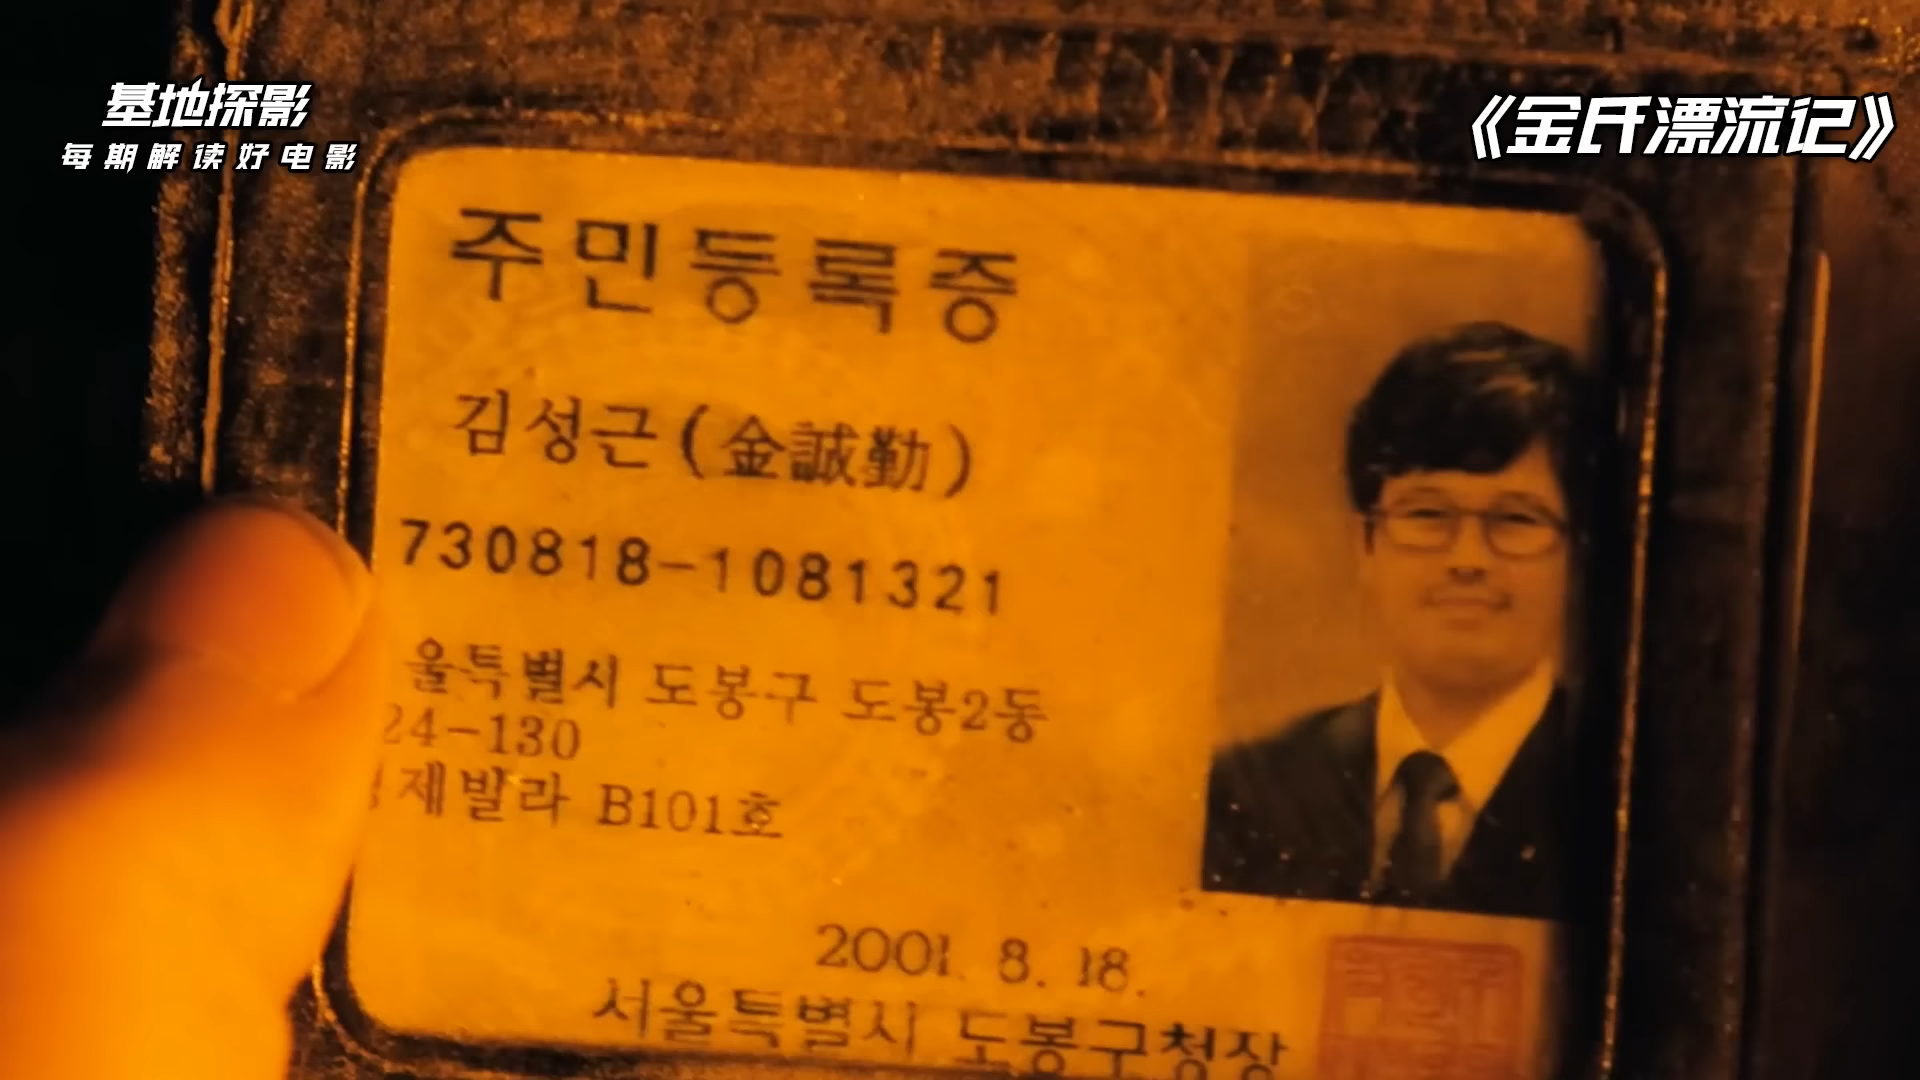 基地探影
每期解读好电影
《金氏漂流记》
주민등록증
김성근(金誠勤)
730818-1081321
울특별시 도봉구 도봉2동
24-130
제발라 B101호
2001. 8. 18.
서울특별시 도봉구청장